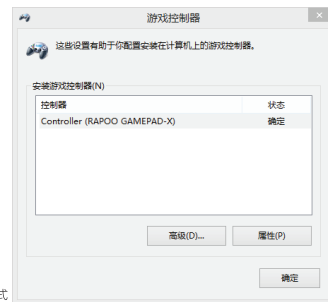 游戏控制器
这些设置有助于你配置安装在计算机上的游戏控制器。
安装游戏控制器(N)
控制器 状态
Controller (RAPOO GAMEPAD-X) 确定
高级(D)... 属性(P)
确定
式